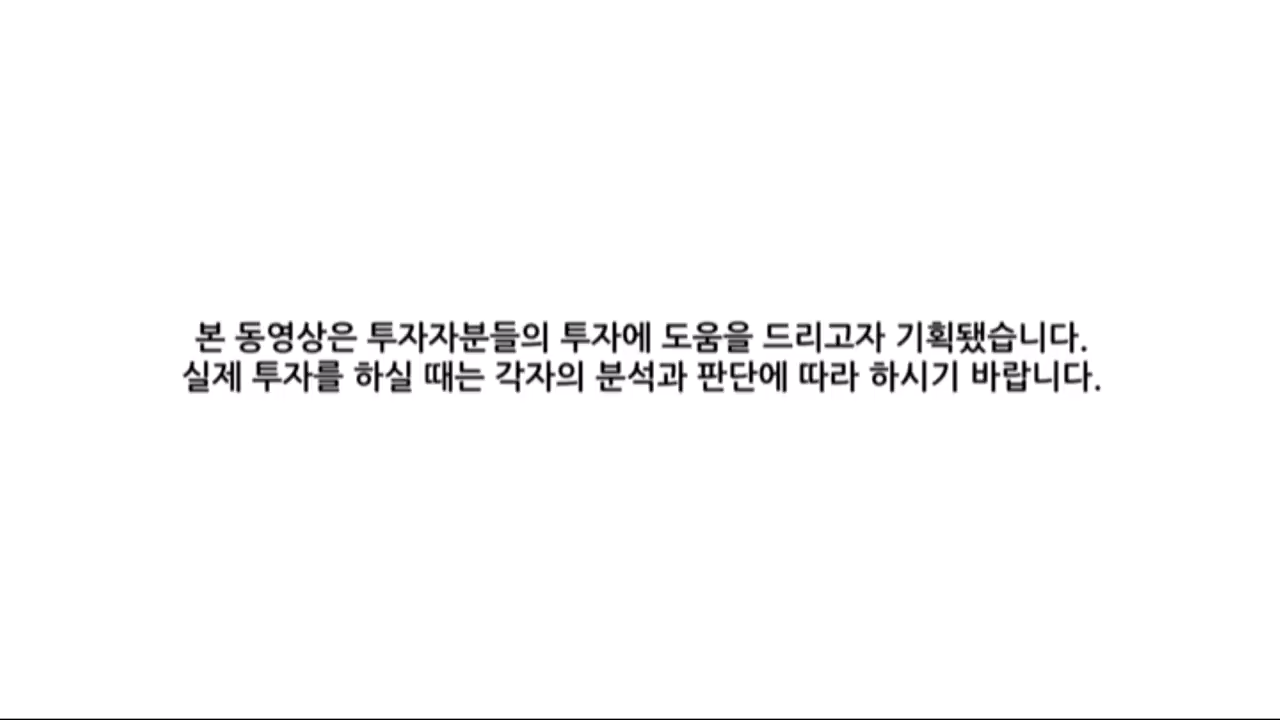 본 동영상은 투자자분들의 투자에 도움을 드리고자 기획됐습니다.
실제 투자를 하실 때는 각자의 분석과 판단에 따라 하시기 바랍니다.